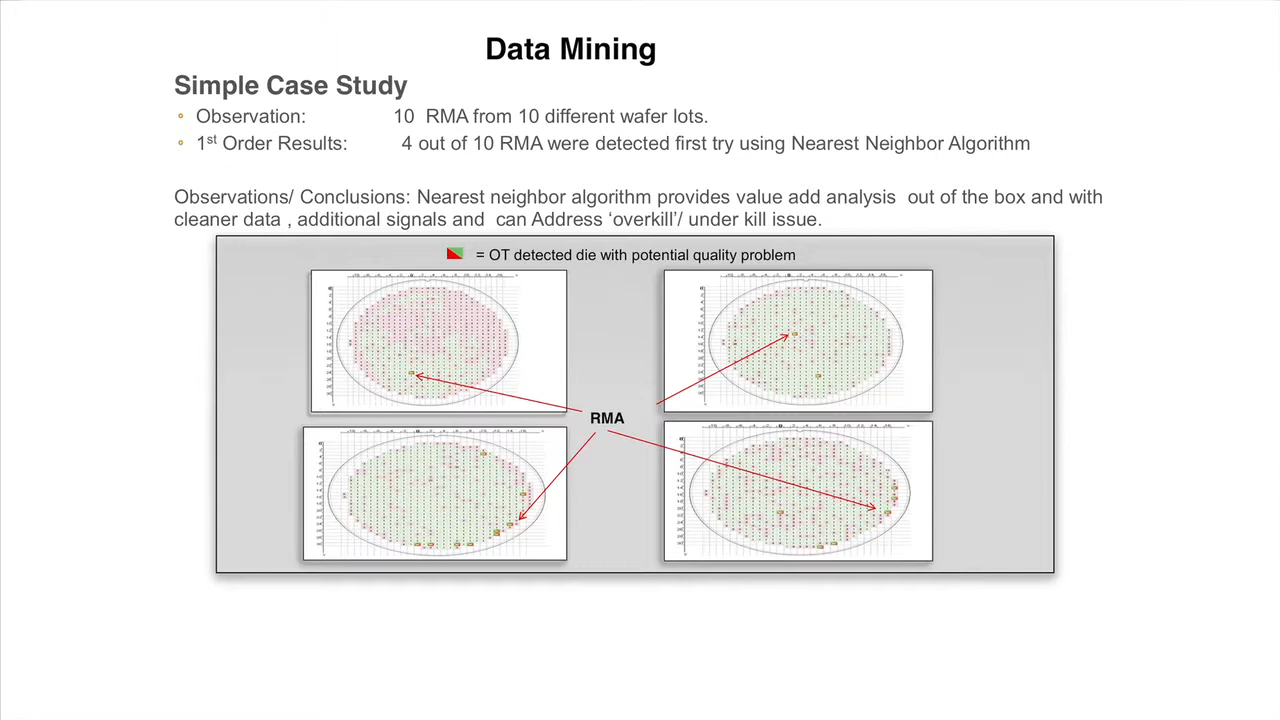 Data Mining
Simple Case Study
• Observation: 10 RMA from 10 different wafer lots.
• 1st Order Results: 4 out of 10 RMA were detected first try using Nearest Neighbor Algorithm
Observations/ Conclusions: Nearest neighbor algorithm provides value add analysis out of the box and with
cleaner data , additional signals and can Address ‘overkill’/ under kill issue.
= OT detected die with potential quality problem
RMA